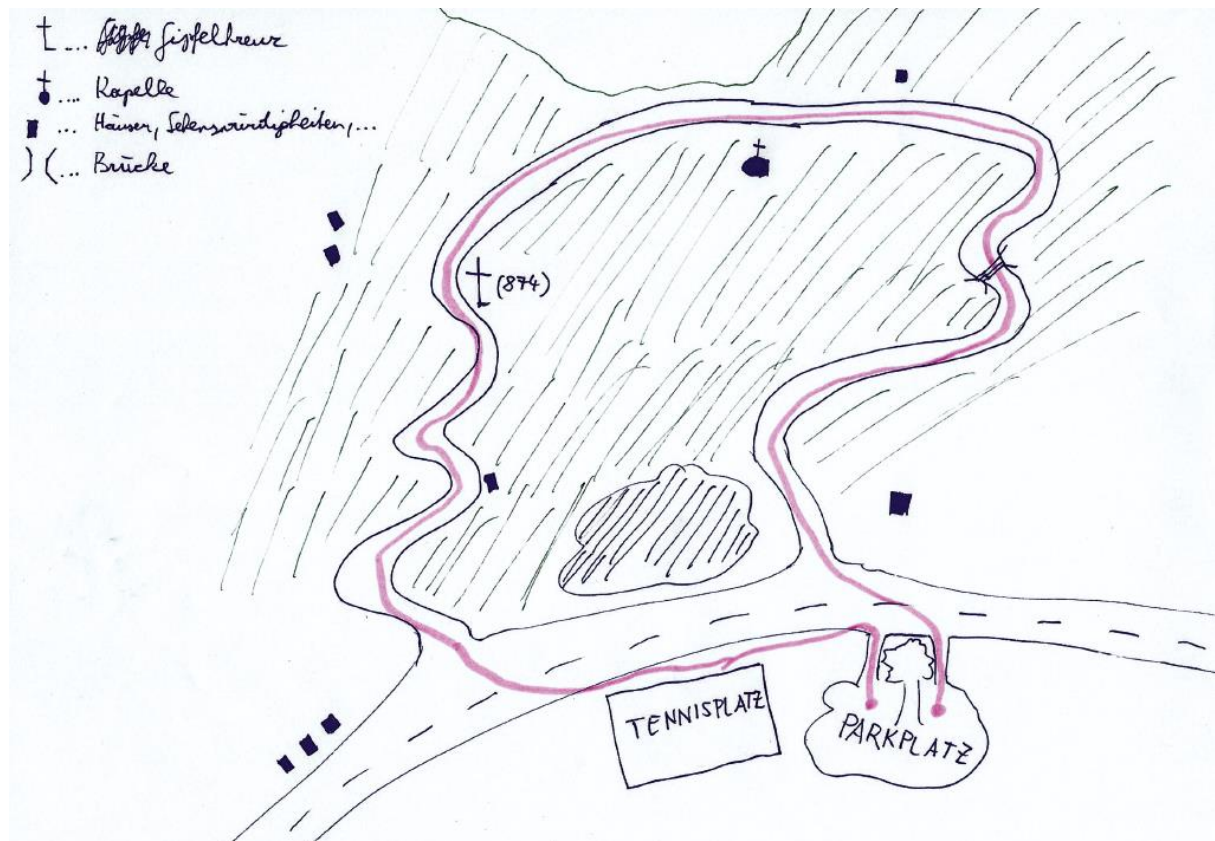 ... Gipfelkreuz
... Kapelle
... Häuser, Sehenswürdigkeiten, ...
) ( ... Brücke
(874)
TENNISPLATZ
PARKPLATZ